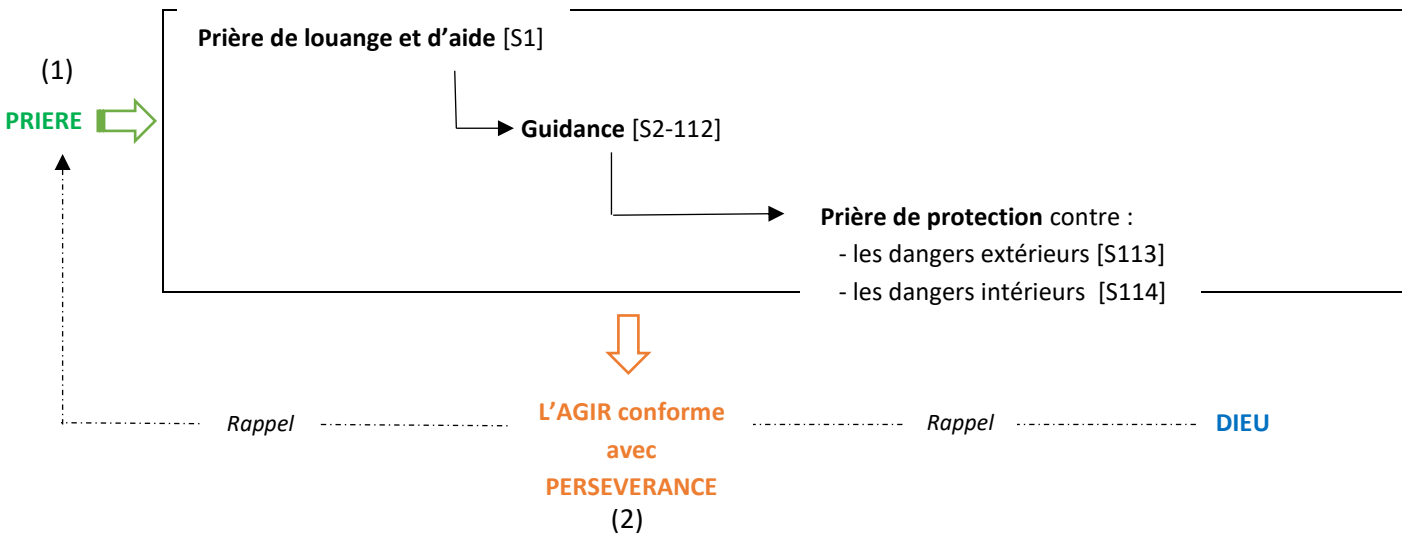 Prière de louange et d’aide [S1]
(1)
PRIERE
Guidance [S2-112]
Prière de protection contre :
- les dangers extérieurs [S113]
- les dangers intérieurs  [S114]
L’AGIR conforme
Rappel
Rappel
DIEU
avec
PERSEVERANCE
(2)